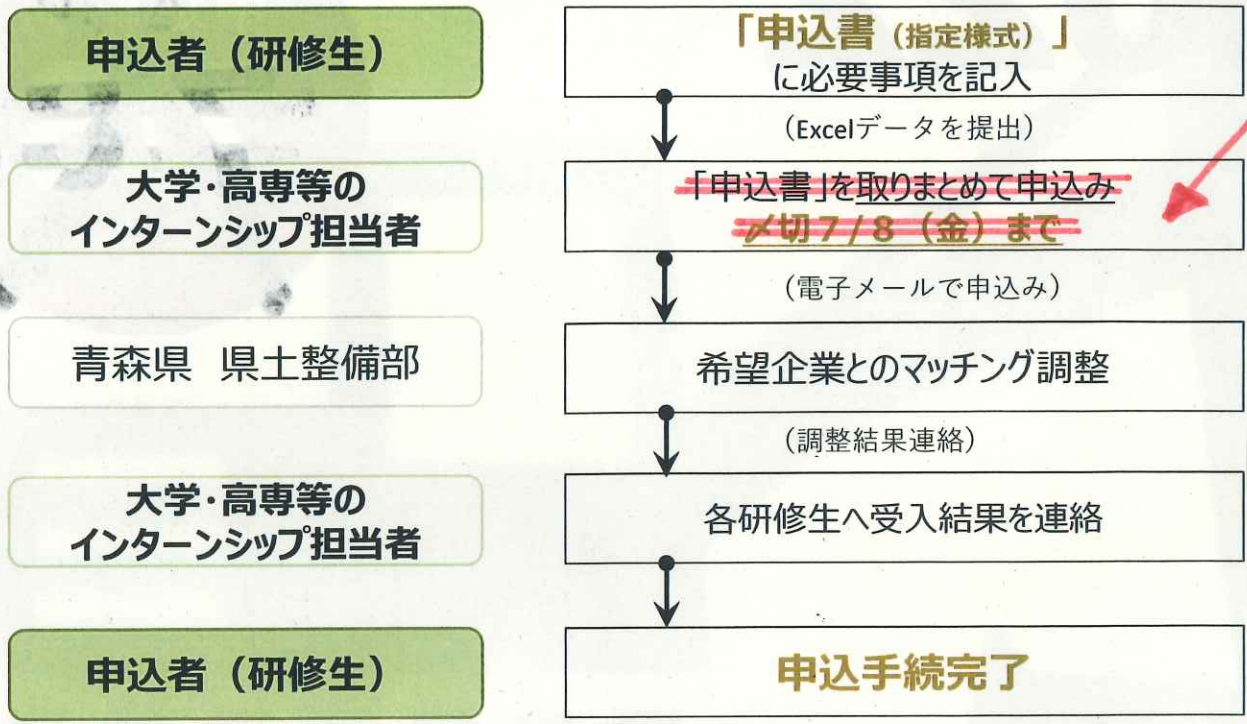 申込者（研修生）
「申込書（指定様式）」
に必要事項を記入
（Excelデータを提出）
大学・高専等の
インターンシップ担当者
「申込書」を取りまとめて申込み
〆切７/８（金）まで
（電子メールで申込み）
青森県　県土整備部
希望企業とのマッチング調整
（調整結果連絡）
大学・高専等の
インターンシップ担当者
各研修生へ受入結果を連絡
申込者（研修生）
申込手続完了